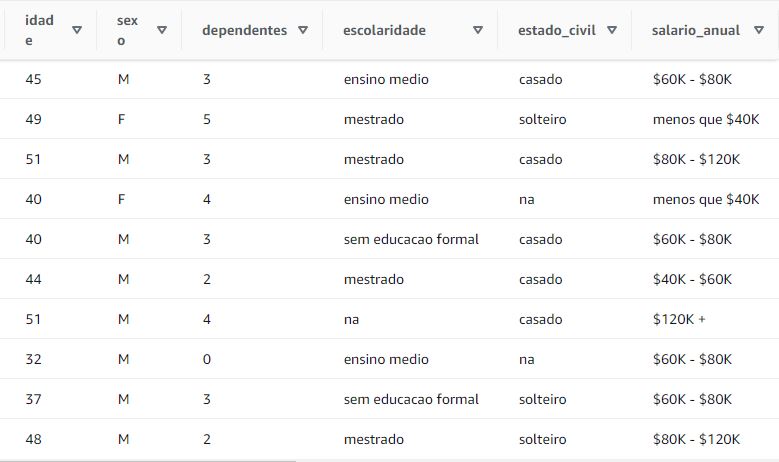 idade sexo dependentes escolaridade estado_civil salario_anual
45 M 3 ensino medio casado $60K - $80K
49 F 5 mestrado solteiro menos que $40K
51 M 3 mestrado casado $80K - $120K
40 F 4 ensino medio na menos que $40K
40 M 3 sem educacao formal casado $60K - $80K
44 M 2 mestrado casado $40K - $60K
51 M 4 na casado $120K +
32 M 0 ensino medio na $60K - $80K
37 M 3 sem educacao formal solteiro $60K - $80K
48 M 2 mestrado solteiro $80K - $120K